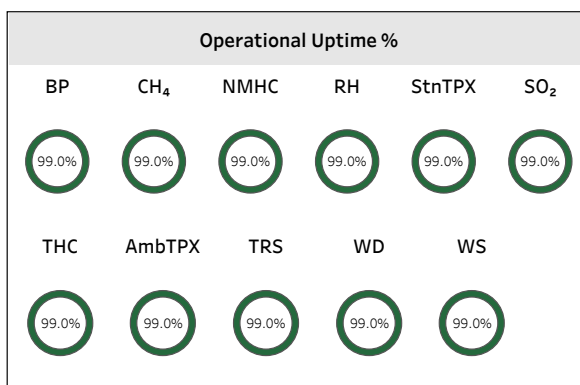 Operational Uptime %
BP CH₄ NMHC RH StnTPX SO₂
99.0% 99.0% 99.0% 99.0% 99.0% 99.0%
THC AmbTPX TRS WD WS
99.0% 99.0% 99.0% 99.0% 99.0%